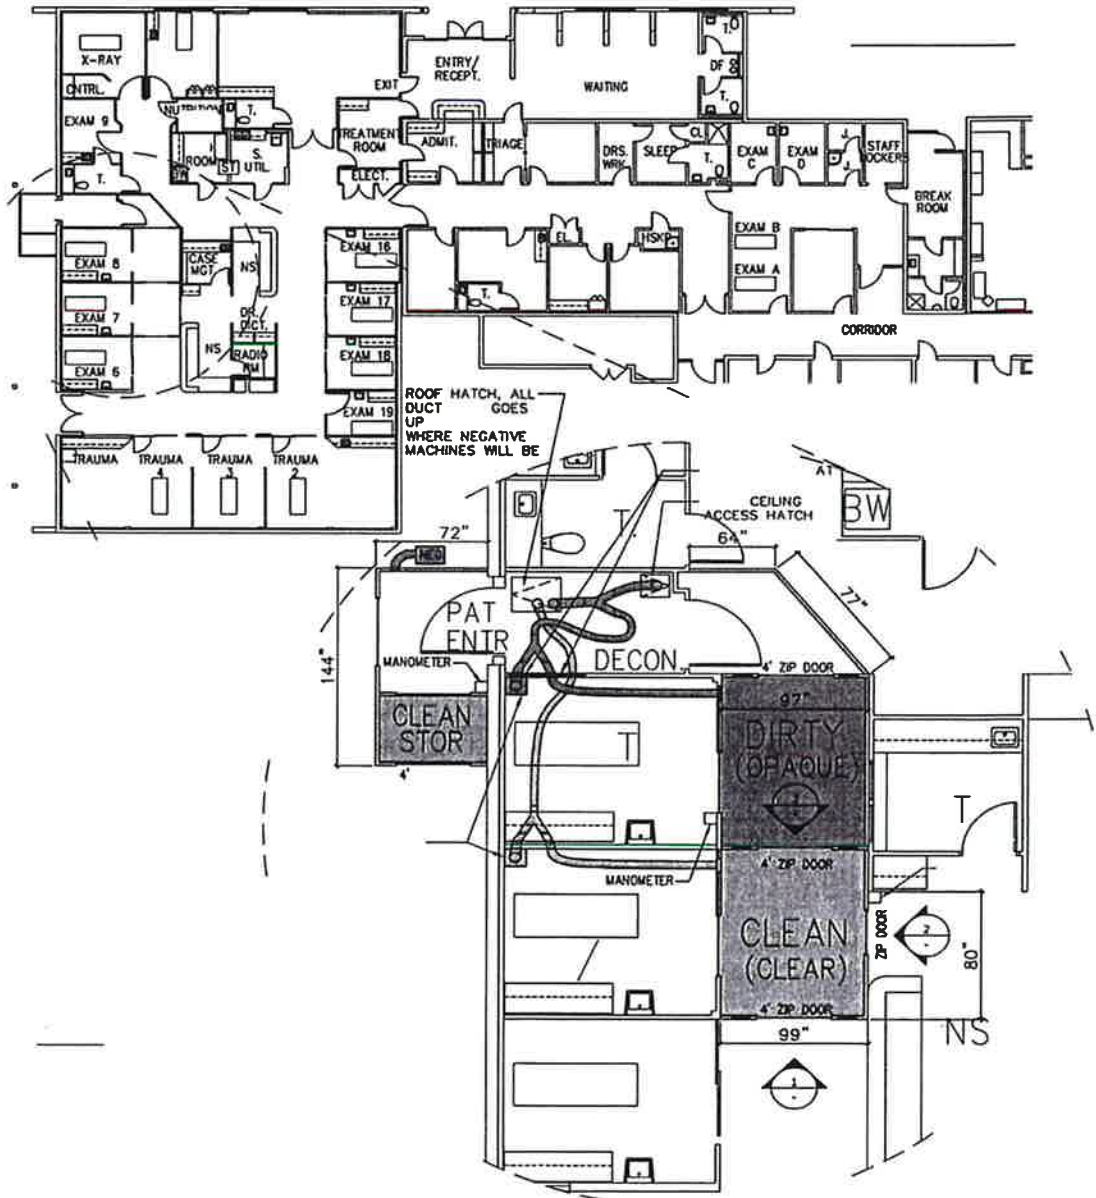 X-RAY
CNTRL.
EXAM 9
NUTRITION
T.
ROOM
ST
S.
UTIL.
T.
EXIT
ENTRY/
RECEPT.
WAITING
T.
DF
T.
TREATMENT
ROOM
ELECT.
ADMIT.
TRIAGE
DRS.
WRK.
SLEEP
CL.
T.
EXAM
C
EXAM
D
J.
J.
STAFF
LOCKERS
BREAK
ROOM
EXAM 8
EXAM 7
EXAM 6
CASE
MGT
NS
DR.
DICT.
NS
RADIO
RM
EXAM 16
EXAM 17
EXAM 18
EXAM 19
T.
EL.
HSKP
EXAM B
EXAM A
CORRIDOR
TRAUMA
TRAUMA
4
TRAUMA
3
TRAUMA
2
ROOF HATCH, ALL
DUCT GOES
UP
WHERE NEGATIVE
MACHINES WILL BE
CEILING
ACCESS HATCH
AT
BW
T.
72"
64"
77"
144"
NEG
PAT
ENTR
DECON
MANOMETER
4' ZIP DOOR
97"
CLEAN
STOR
4'
T
DIRTY
(OPAQUE)
T
4' ZIP DOOR
MANOMETER
CLEAN
(CLEAR)
ZIP DOOR
2
80"
4' ZIP DOOR
99"
NS
1